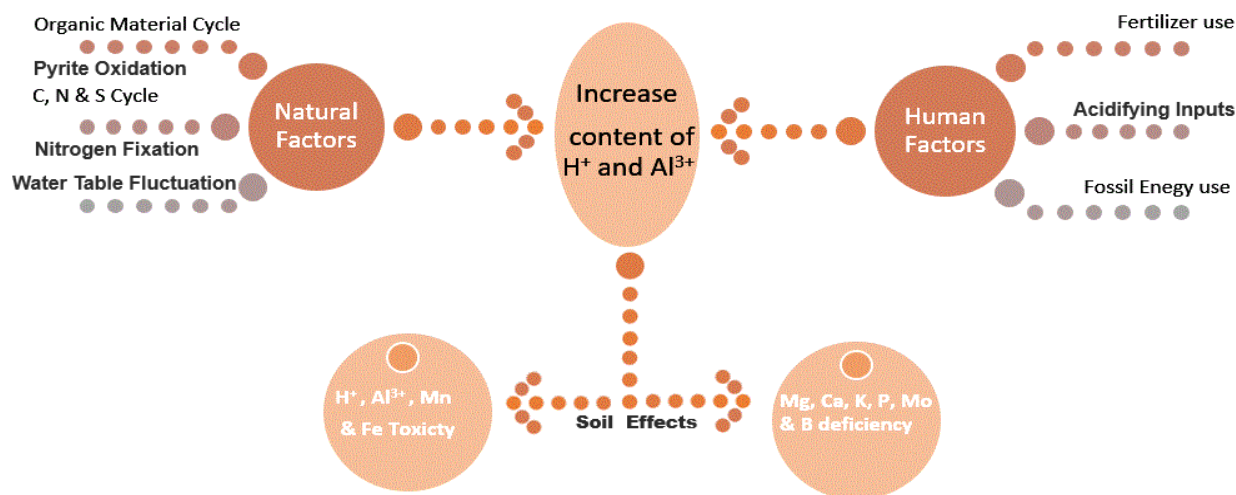 Organic Material Cycle
Pyrite Oxidation
C, N & S Cycle
Nitrogen Fixation
Water Table Fluctuation
Natural
Factors
Increase
content of
H⁺ and Al³⁺
Human
Factors
Fertilizer use
Acidifying Inputs
Fossil Enegy use
H⁺, Al³⁺, Mn
& Fe Toxicty
Soil Effects
Mg, Ca, K, P, Mo
& B deficiency